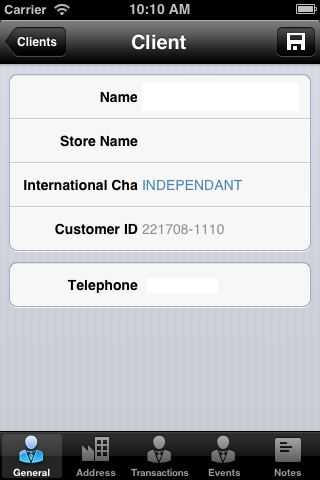 Carrier 10:10 AM
Clients Client
Name
Store Name
International Cha INDEPENDANT
Customer ID 221708-1110
Telephone
General Address Transactions Events Notes